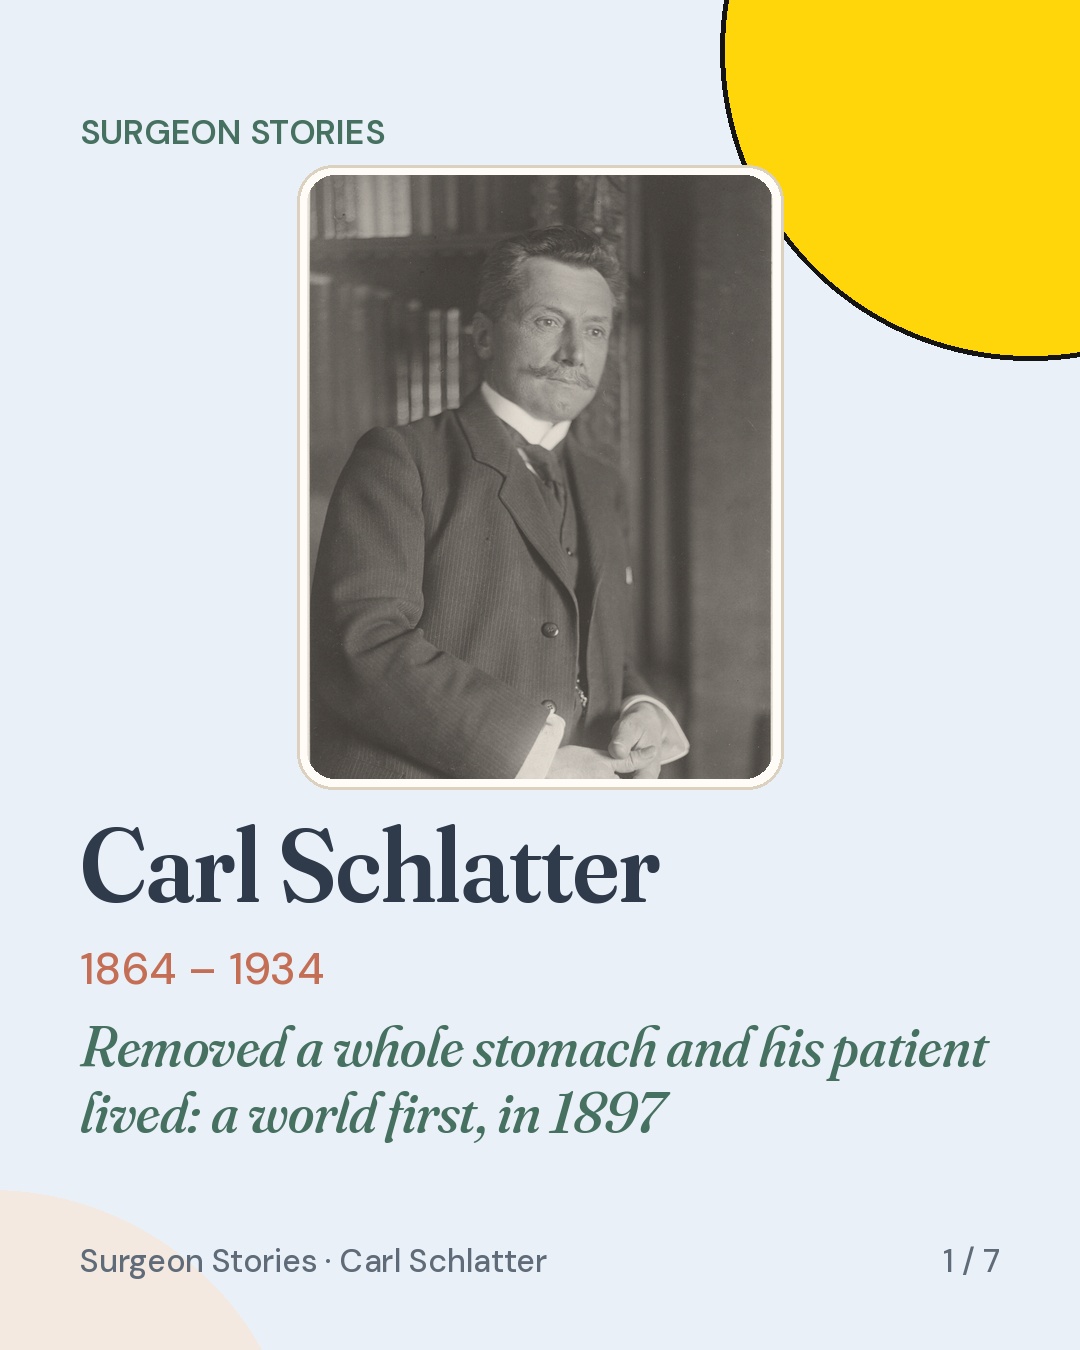 SURGEON STORIES
Carl Schlatter
1864 – 1934
Removed a whole stomach and his patient
lived: a world first, in 1897
Surgeon Stories · Carl Schlatter
1 / 7